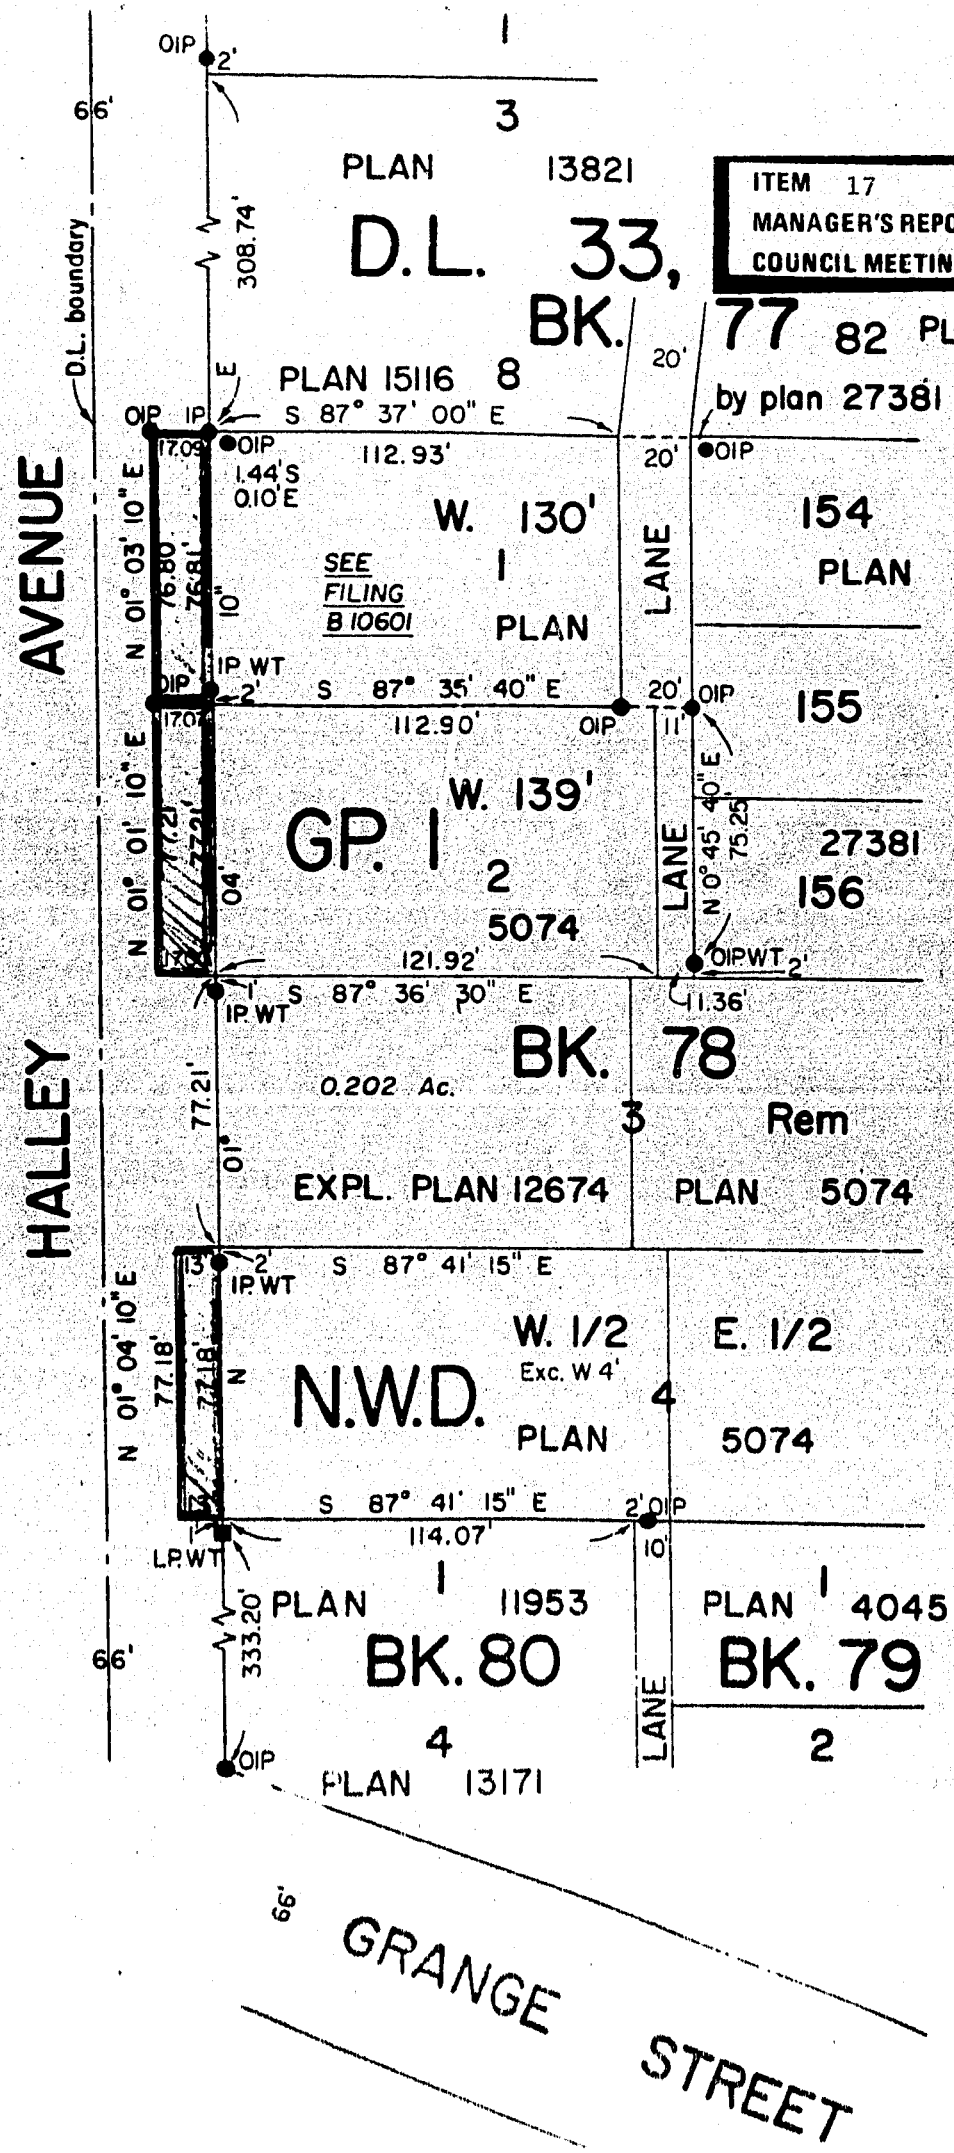 1
OIP 2'
66'
3
PLAN 13821
ITEM 17
MANAGER'S REPO
COUNCIL MEETIN
D.L. 33,
308.74'
D.L. boundary
BK. 77 82 PL
20'
E
PLAN 15116 8
by plan 27381
OIP IP
S 87° 37' 00" E
17.09
OIP
112.93'
20'
OIP
1.44'S
0.10'E
W. 130'
154
N 01° 03' 10" E
76.80
76.81'
10"
SEE
FILING
B 10601
1
PLAN
LANE
PLAN
AVENUE
IP. WT
OIP
2'
S 87° 35' 40" E
20'
OIP
155
17.07
112.90'
OIP
11'
N 01° 01' 10" E
77.21'
77.21'
04'
W. 139'
GP. 1
2
5074
LANE
N 0° 45' 40" E
75.25
27381
156
121.92'
OIP WT 2'
1'
S 87° 36' 30" E
11.36'
IP. WT
BK. 78
77.21'
0.202 Ac.
3
Rem
01°
EXPL. PLAN 12674
PLAN 5074
HALLEY
13'
2'
S 87° 41' 15" E
IP. WT
N 01° 04' 10" E
77.18'
77.18'
N
W. 1/2
E. 1/2
Exc. W 4'
N.W.D.
4
PLAN
5074
S 87° 41' 15" E
2' OIP
1'
114.07'
10'
L.P. WT
PLAN 1 11953
PLAN 1 4045
333.20'
66'
BK. 80
BK. 79
LANE
4
2
OIP
PLAN 13171
66'
GRANGE STREET